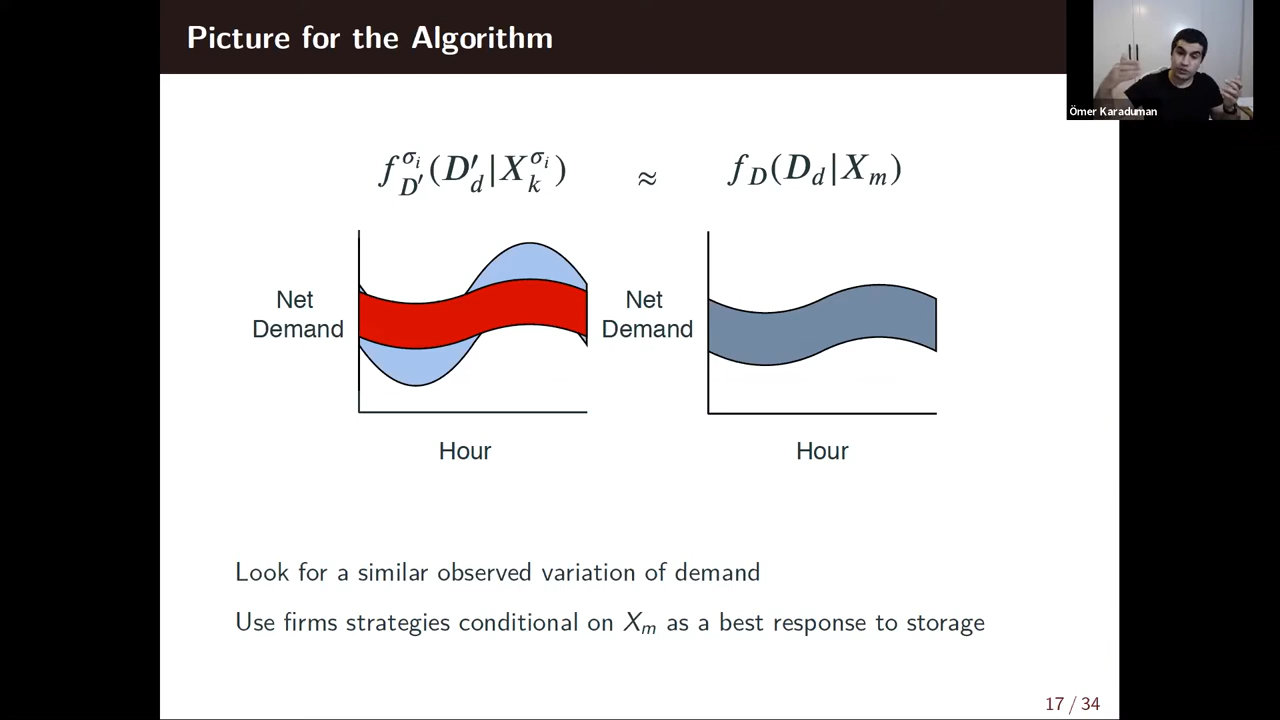 Picture for the Algorithm
Ömer Karaduman
f_{D′}^{σ_i}(D′_d|X_k^{σ_i}) ≈ f_D(D_d|X_m)
Net
Demand
Net
Demand
Hour
Hour
Look for a similar observed variation of demand
Use firms strategies conditional on X_m as a best response to storage
17 / 34